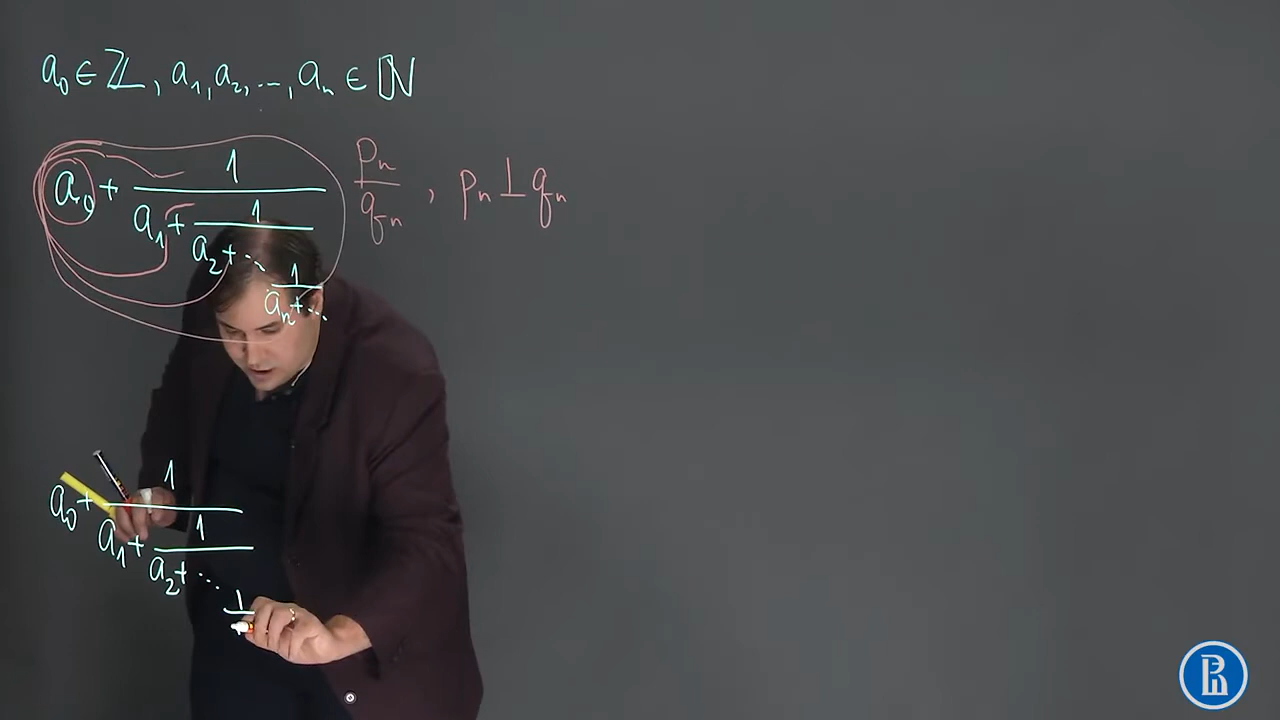 a₀ ∈ ℤ, a₁, a₂, ..., aₙ ∈ ℕ
a₀ + 1/(a₁ + 1/(a₂ + ⋱ 1/(aₙ + ⋱))) pₙ/qₙ , pₙ ⊥ qₙ
a₀ + 1/(a₁ + 1/(a₂ + ⋱ 1/